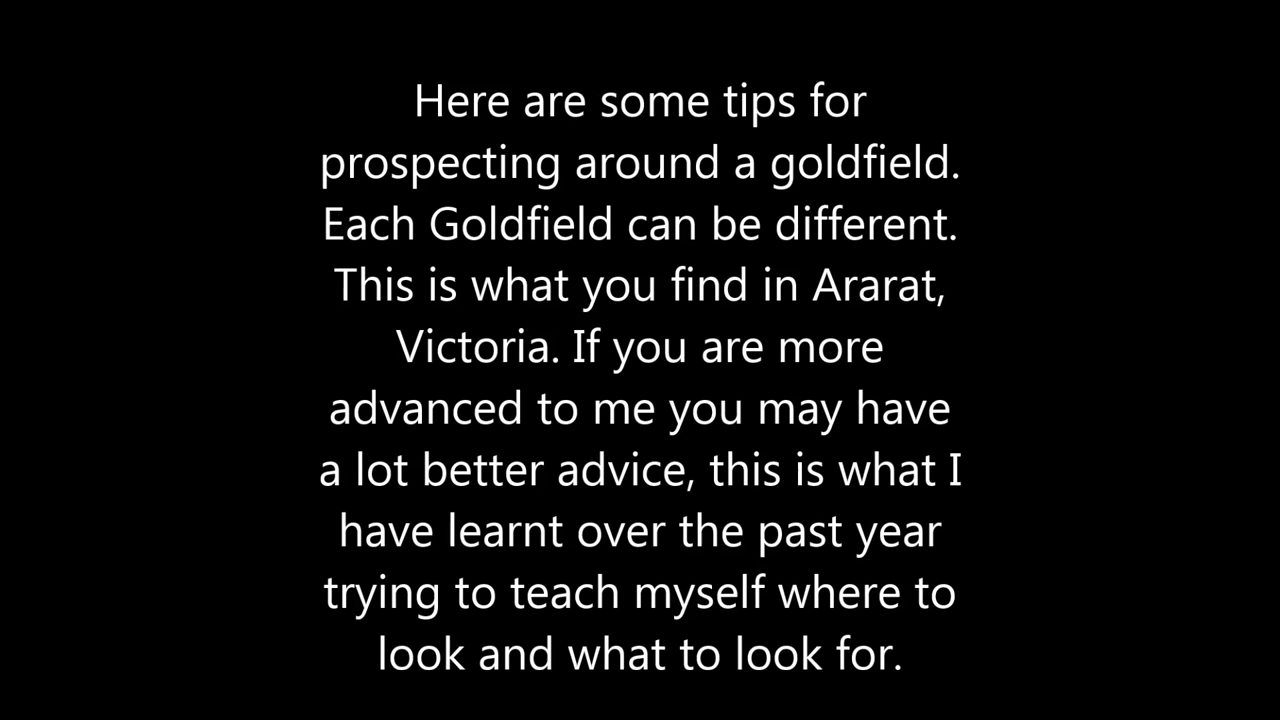 Here are some tips for
prospecting around a goldfield.
Each Goldfield can be different.
This is what you find in Ararat,
Victoria. If you are more
advanced to me you may have
a lot better advice, this is what I
have learnt over the past year
trying to teach myself where to
look and what to look for.